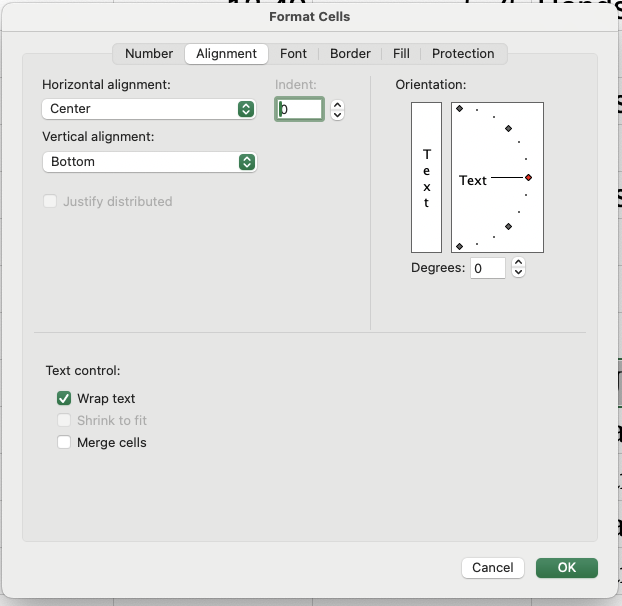 Format Cells
Number Alignment Font Border Fill Protection
Horizontal alignment: Indent: Orientation:
Center 0
Vertical alignment:
Bottom
Text
Text
Justify distributed
Degrees: 0
Text control:
Wrap text
Shrink to fit
Merge cells
Cancel OK